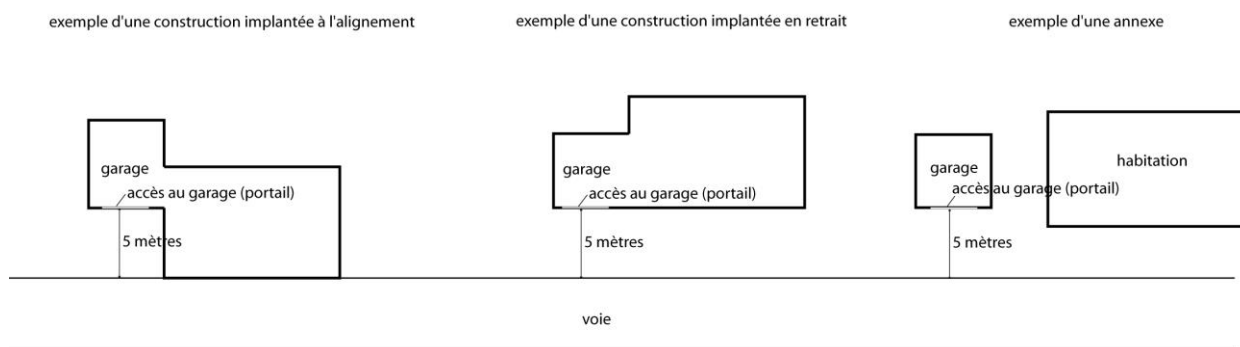 exemple d'une construction implantée à l'alignement
exemple d'une construction implantée en retrait
exemple d'une annexe
garage
accès au garage (portail)
5 mètres
garage
accès au garage (portail)
5 mètres
garage
accès au garage (portail)
5 mètres
habitation
voie